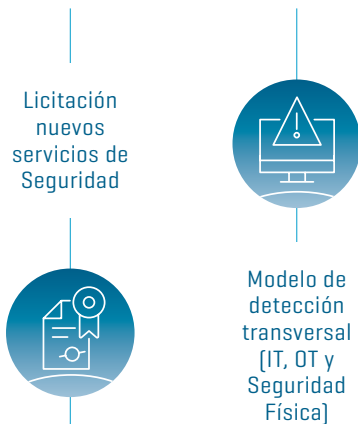 Licitación
nuevos
servicios de
Seguridad
Modelo de
detección
transversal
(IT, OT y
Seguridad
Física)